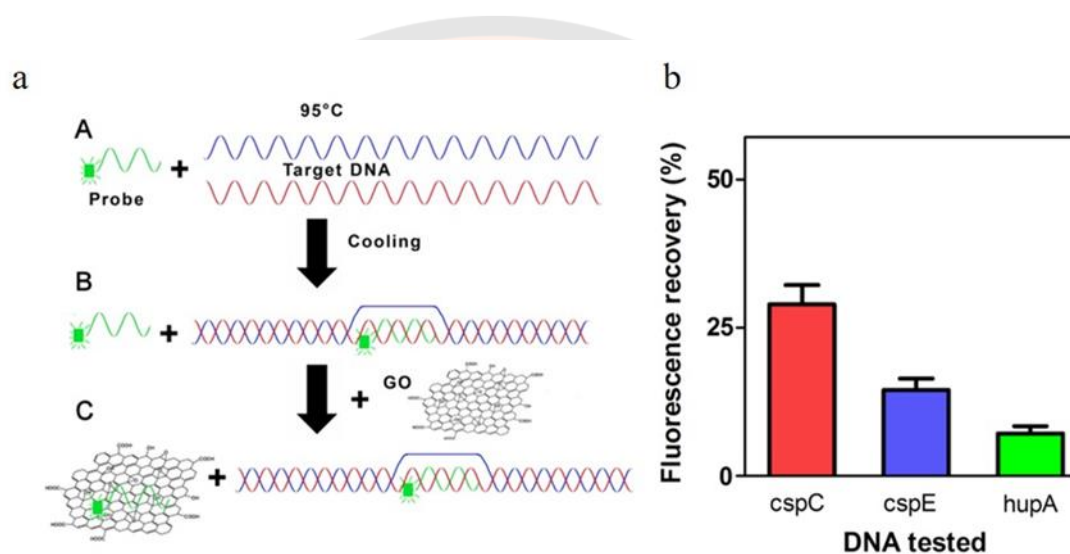 a
A
95°C
Probe
+
Target DNA
Cooling
B
+
+
GO
C
+
b
Fluorescence recovery (%)
50
25
0
cspC
cspE
hupA
DNA tested